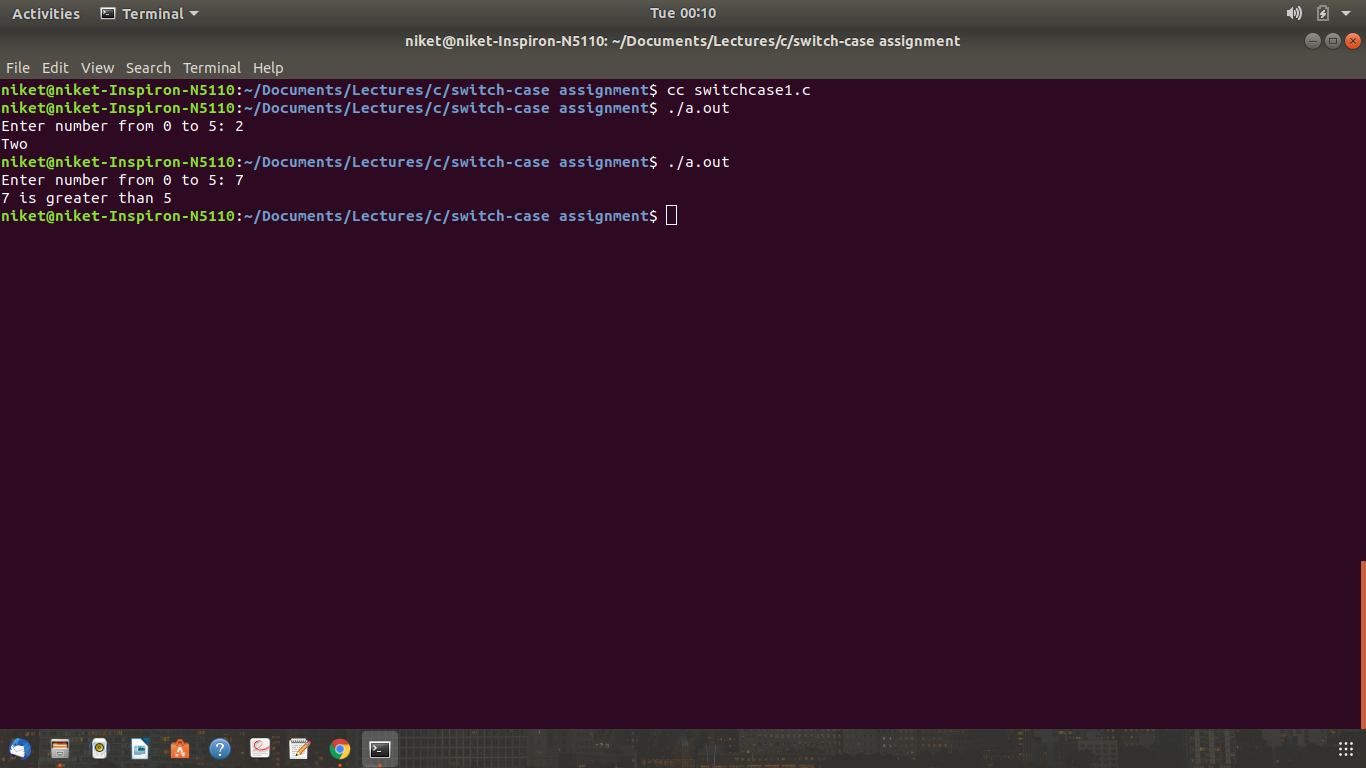 Activities Terminal Tue 00:10
niket@niket-Inspiron-N5110: ~/Documents/Lectures/c/switch-case assignment
File Edit View Search Terminal Help
niket@niket-Inspiron-N5110:~/Documents/Lectures/c/switch-case assignment$ cc switchcase1.c
niket@niket-Inspiron-N5110:~/Documents/Lectures/c/switch-case assignment$ ./a.out
Enter number from 0 to 5: 2
Two
niket@niket-Inspiron-N5110:~/Documents/Lectures/c/switch-case assignment$ ./a.out
Enter number from 0 to 5: 7
7 is greater than 5
niket@niket-Inspiron-N5110:~/Documents/Lectures/c/switch-case assignment$